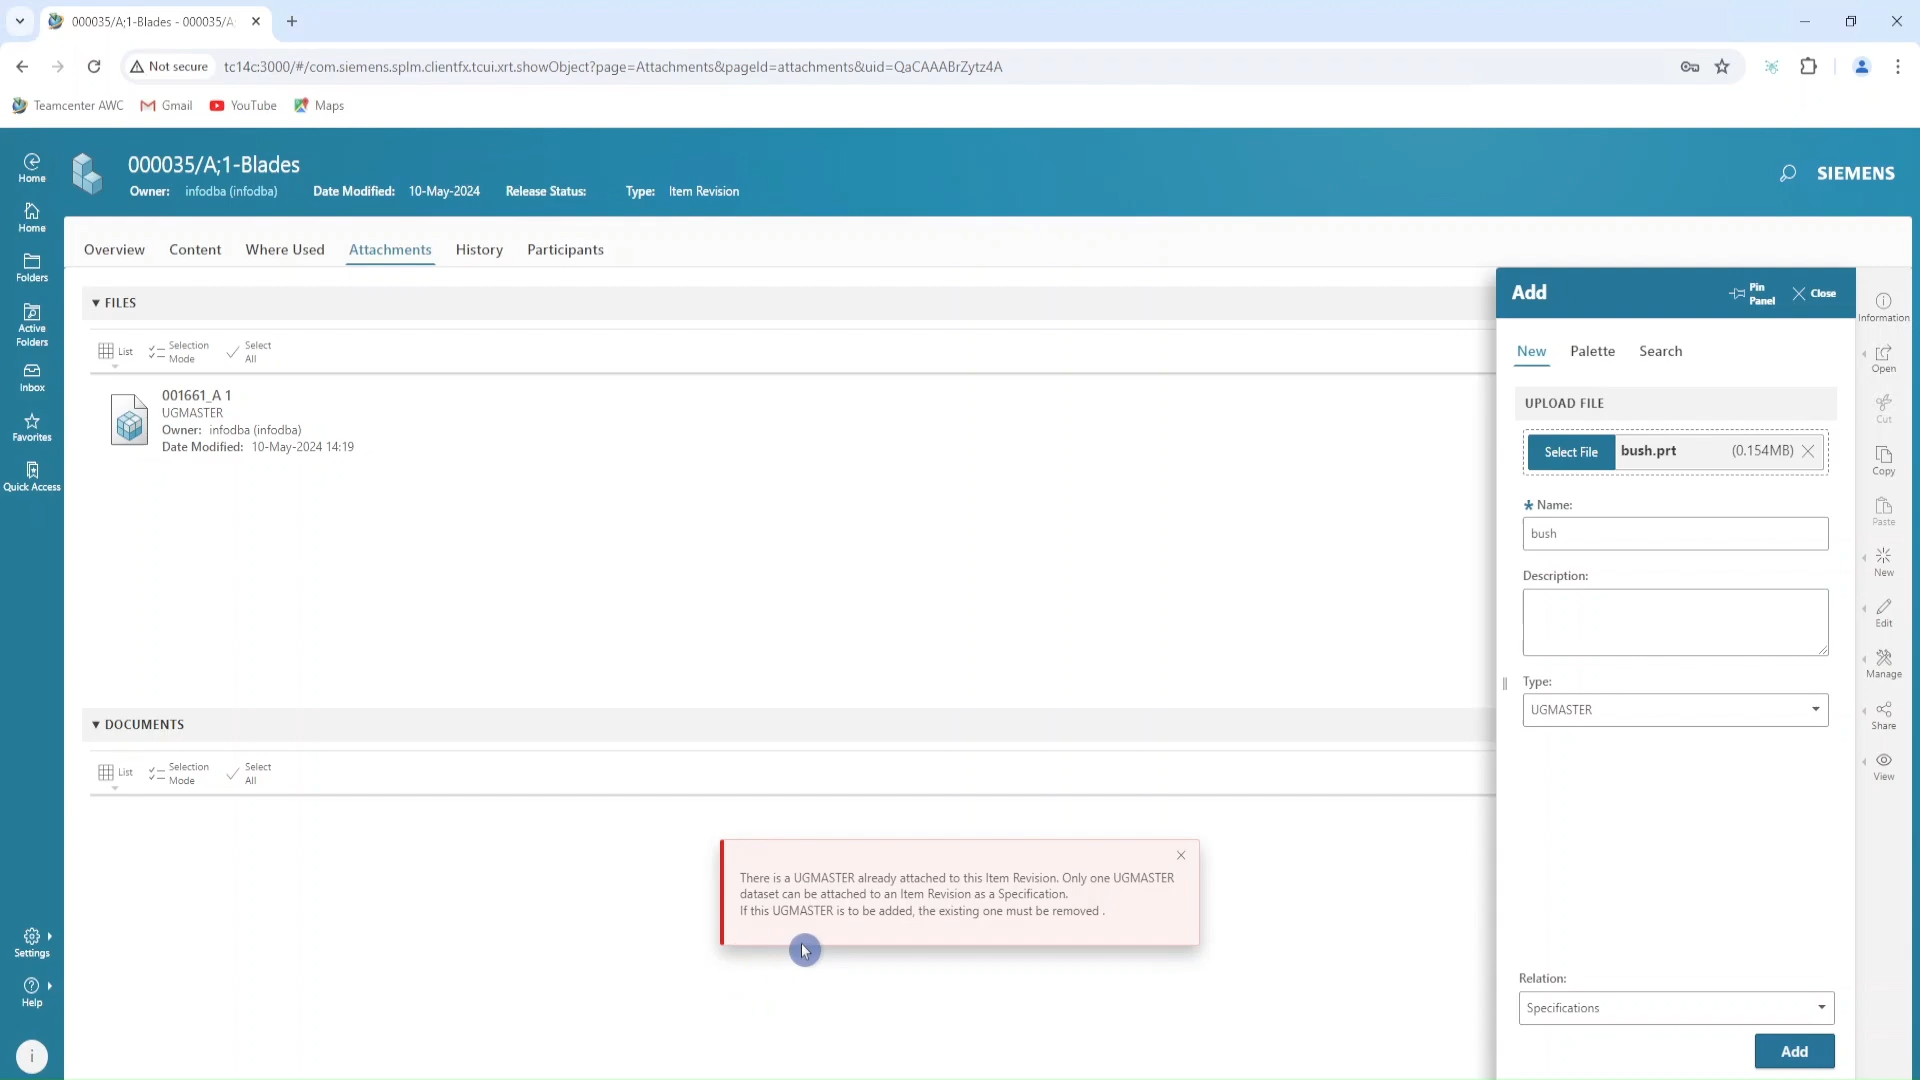 000035/A;1-Blades - 000035/A;
Not secure
tc14c:3000/#/com.siemens.splm.clientfx.tcui.xrt.showObject?page=Attachments&pageId=attachments&uid=QaCAAABrZytz4A
Teamcenter AWC
Gmail
YouTube
Maps
000035/A;1-Blades
Owner: infodba (infodba)
Date Modified: 10-May-2024
Release Status:
Type: Item Revision
SIEMENS
Home
Home
Folders
Active
Folders
Inbox
Favorites
Quick Access
Settings
Help
i
Overview
Content
Where Used
Attachments
History
Participants
FILES
List
Selection
Mode
Select
All
001661_A 1
UGMASTER
Owner: infodba (infodba)
Date Modified: 10-May-2024 14:19
DOCUMENTS
List
Selection
Mode
Select
All
There is a UGMASTER already attached to this Item Revision. Only one UGMASTER
dataset can be attached to an Item Revision as a Specification.
If this UGMASTER is to be added, the existing one must be removed .
Add
Pin
Panel
Close
New
Palette
Search
UPLOAD FILE
Select File
bush.prt
(0.154MB)
* Name:
bush
Description:
Type:
UGMASTER
Relation:
Specifications
Add
Information
Open
Cut
Copy
Paste
New
Edit
Manage
Share
View